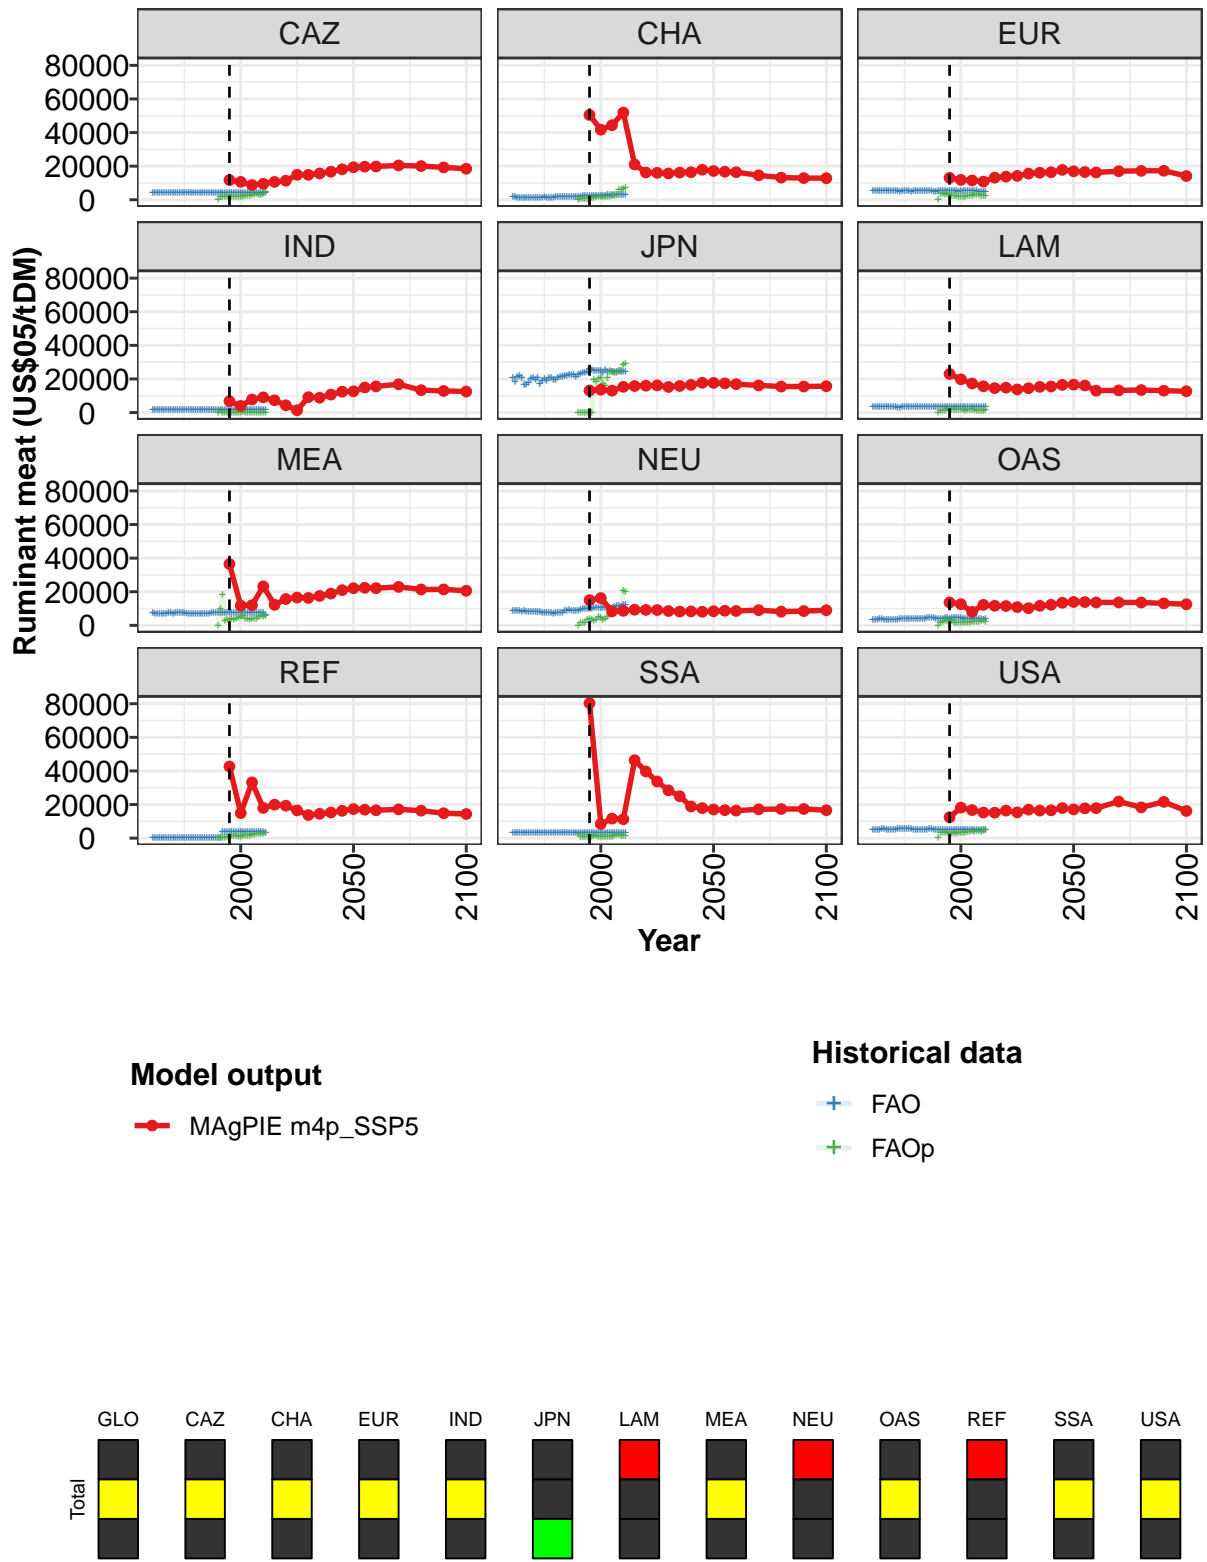 CAZ CHA EUR
80000
60000
40000
20000
0
IND JPN LAM
80000
60000
40000
20000
0
MEA NEU OAS
80000
60000
40000
20000
0
REF SSA USA
80000
60000
40000
20000
0
Ruminant meat (US$05/tDM)
2000 2050 2100 2000 2050 2100 2000 2050 2100
Year
Model output
MAgPIE m4p_SSP5
Historical data
FAO
FAOp
GLO CAZ CHA EUR IND JPN LAM MEA NEU OAS REF SSA USA
Total